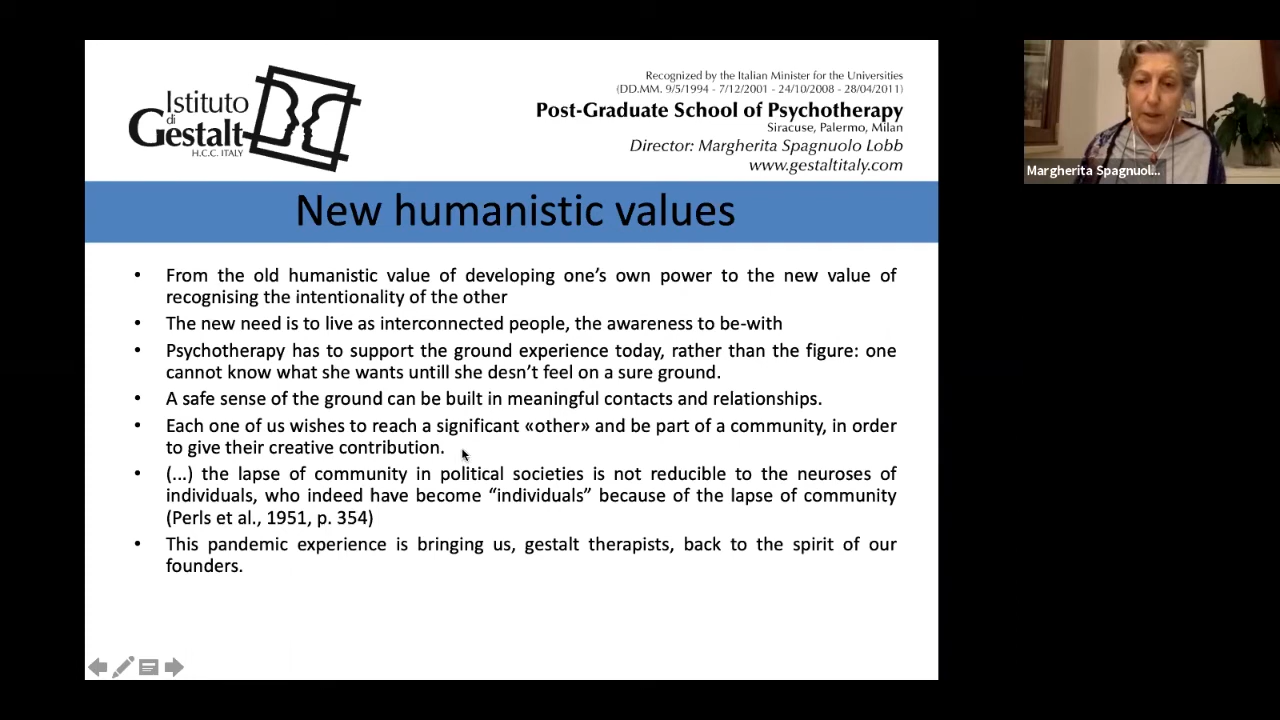 Istituto
di
Gestalt
H.C.C. ITALY
Recognized by the Italian Minister for the Universities
(DD.MM. 9/5/1994 - 7/12/2001 - 24/10/2008 - 28/04/2011)
Post-Graduate School of Psychotherapy
Siracuse, Palermo, Milan
Director: Margherita Spagnuolo Lobb
www.gestaltitaly.com
Margherita Spagnuol...
New humanistic values
• From the old humanistic value of developing one’s own power to the new value of
recognising the intentionality of the other
• The new need is to live as interconnected people, the awareness to be-with
• Psychotherapy has to support the ground experience today, rather than the figure: one
cannot know what she wants untill she desn’t feel on a sure ground.
• A safe sense of the ground can be built in meaningful contacts and relationships.
• Each one of us wishes to reach a significant «other» and be part of a community, in order
to give their creative contribution.
• (...) the lapse of community in political societies is not reducible to the neuroses of
individuals, who indeed have become “individuals” because of the lapse of community
(Perls et al., 1951, p. 354)
• This pandemic experience is bringing us, gestalt therapists, back to the spirit of our
founders.